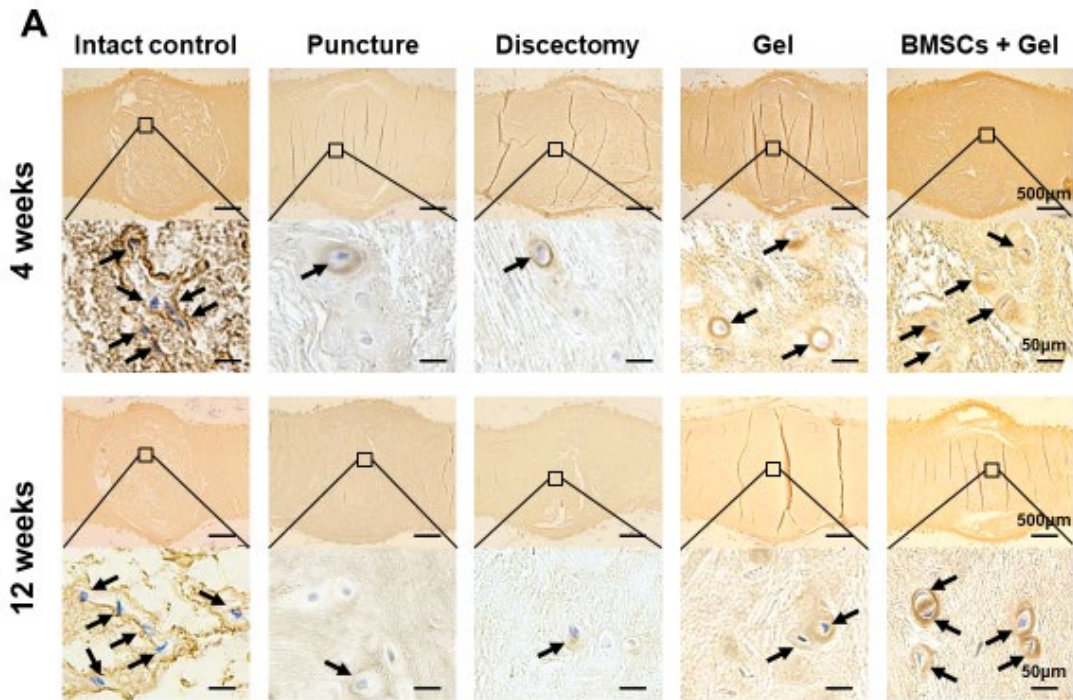 A
Intact control
Puncture
Discectomy
Gel
BMSCs + Gel
4 weeks
500μm
50μm
12 weeks
500μm
50μm